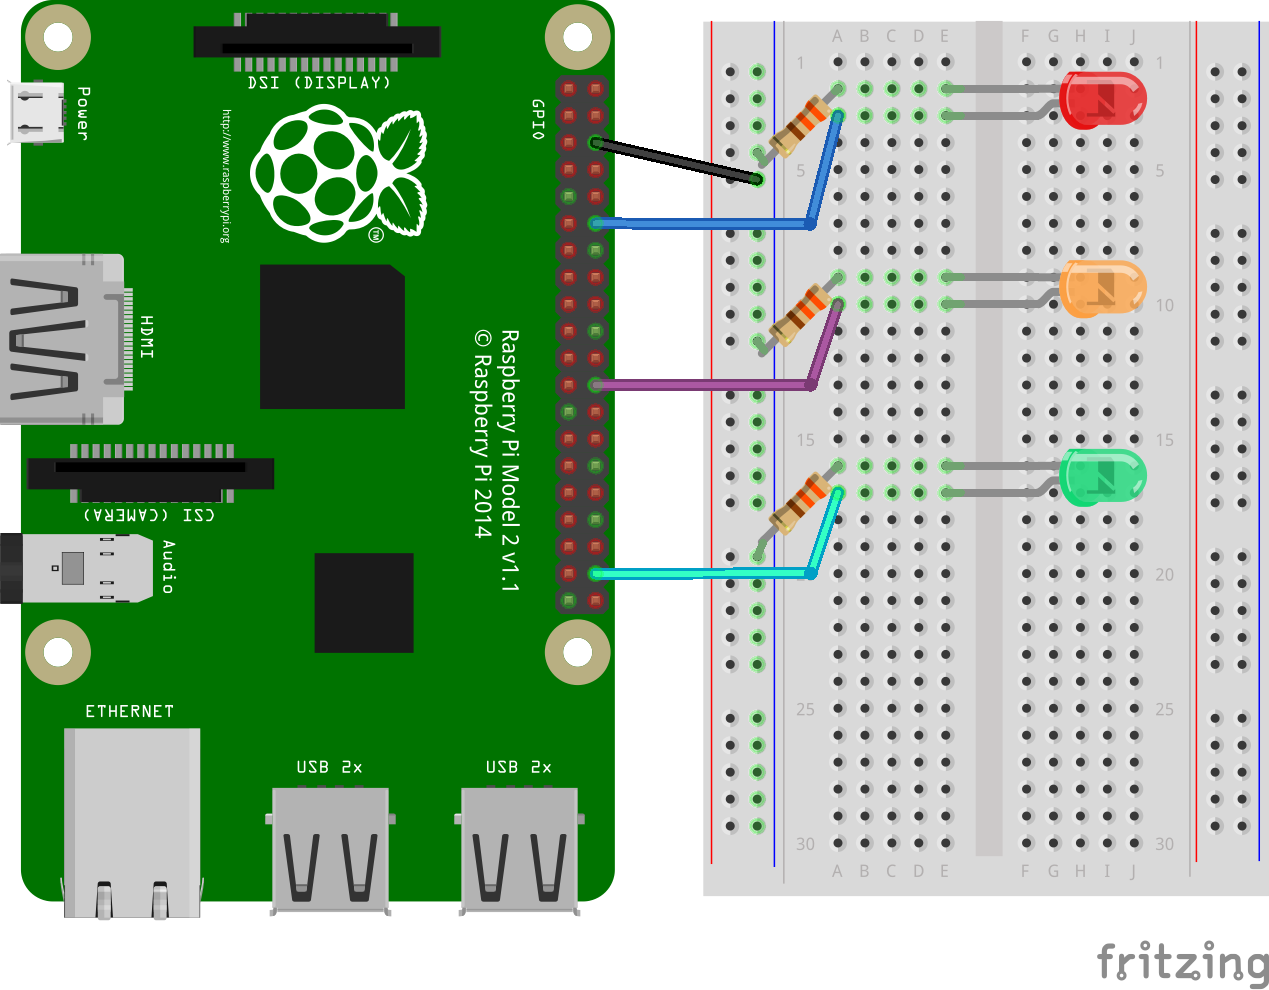 DSI (DISPLAY)
Power
http://www.raspberrypi.org
GPIO
TM
HDMI
Raspberry Pi Model 2 v1.1
© Raspberry Pi 2014
CSI (CAMERA)
Audio
ETHERNET
USB 2x
USB 2x
A B C D E F G H I J
1 1
5 5
10 10
15 15
20 20
25 25
30 30
A B C D E F G H I J
fritzing